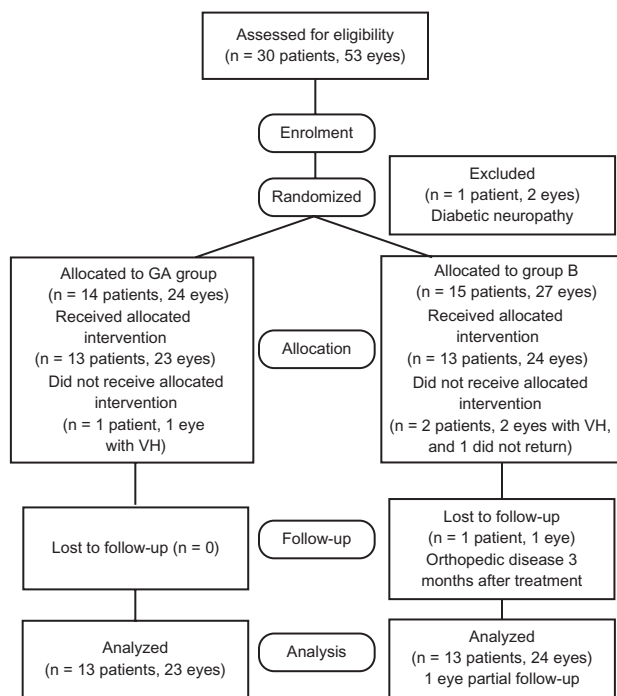 Assessed for eligibility
(n = 30 patients, 53 eyes)
Enrolment
Randomized
Excluded
(n = 1 patient, 2 eyes)
Diabetic neuropathy
Allocated to GA group
(n = 14 patients, 24 eyes)
Received allocated
intervention
(n = 13 patients, 23 eyes)
Did not receive allocated
intervention
(n = 1 patient, 1 eye
with VH)
Allocation
Allocated to group B
(n = 15 patients, 27 eyes)
Received allocated
intervention
(n = 13 patients, 24 eyes)
Did not receive allocated
intervention
(n = 2 patients, 2 eyes with VH,
and 1 did not return)
Lost to follow-up (n = 0)
Follow-up
Lost to follow-up
(n = 1 patient, 1 eye)
Orthopedic disease 3
months after treatment
Analyzed
(n = 13 patients, 23 eyes)
Analysis
Analyzed
(n = 13 patients, 24 eyes)
1 eye partial follow-up